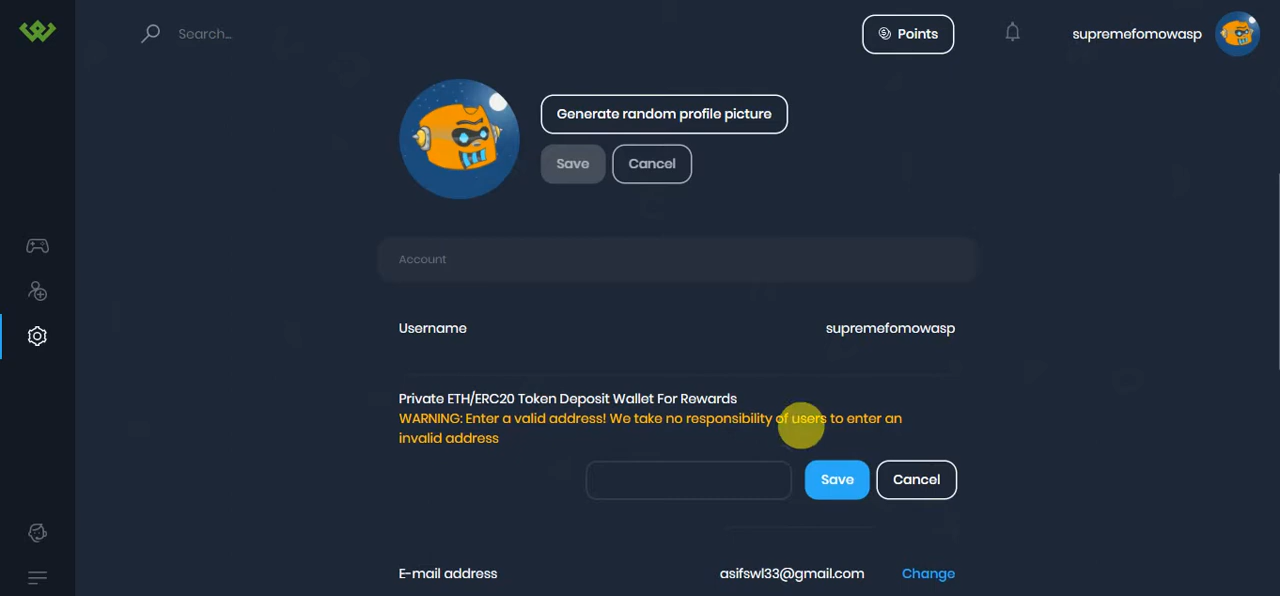 Search...
Points
supremefomowasp
Generate random profile picture
Save
Cancel
Account
Username
supremefomowasp
Private ETH/ERC20 Token Deposit Wallet For Rewards
WARNING: Enter a valid address! We take no responsibility of users to enter an
invalid address
Save
Cancel
E-mail address
asifswl33@gmail.com
Change